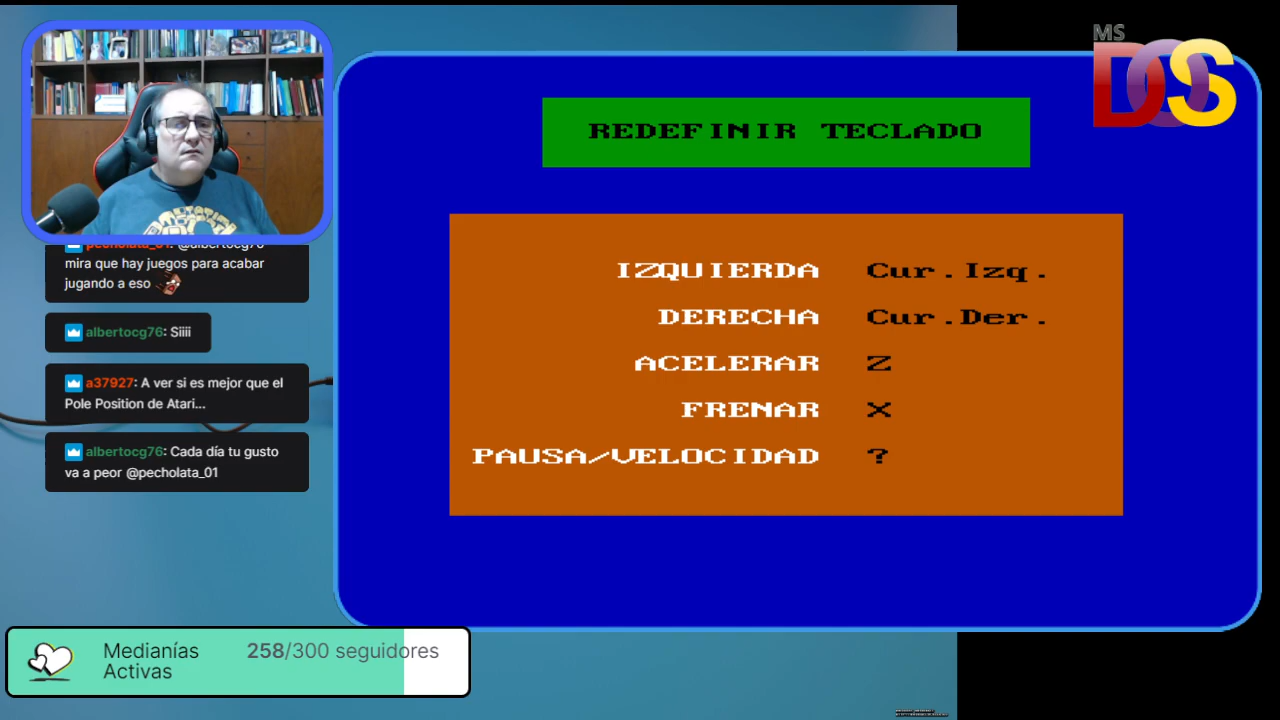 MS
DOS
REDEFINIR TECLADO
IZQUIERDA Cur.Izq.
DERECHA Cur.Der.
ACELERAR Z
FRENAR X
PAUSA/VELOCIDAD ?
pecholata_01: @albertocg76
mira que hay juegos para acabar
jugando a eso
albertocg76: Siiii
a37927: A ver si es mejor que el
Pole Position de Atari...
albertocg76: Cada día tu gusto
va a peor @pecholata_01
Medianías
Activas
258/300 seguidores